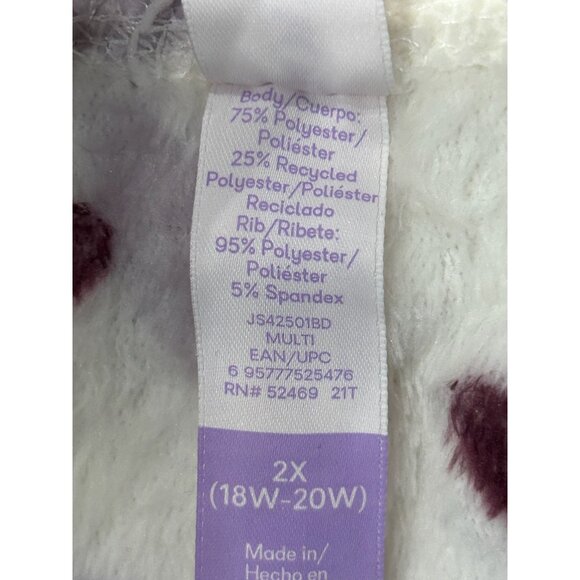 Body/Cuerpo:
75% Polyester/
Poliéster
25% Recycled
Polyester/Poliéster
Reciclado
Rib/Ribete:
95% Polyester/
Poliéster
5% Spandex
JS42501BD
MULTI
EAN/UPC
6 95777525476
RN# 52469 21T
2X
(18W-20W)
Made in/
Hecho en